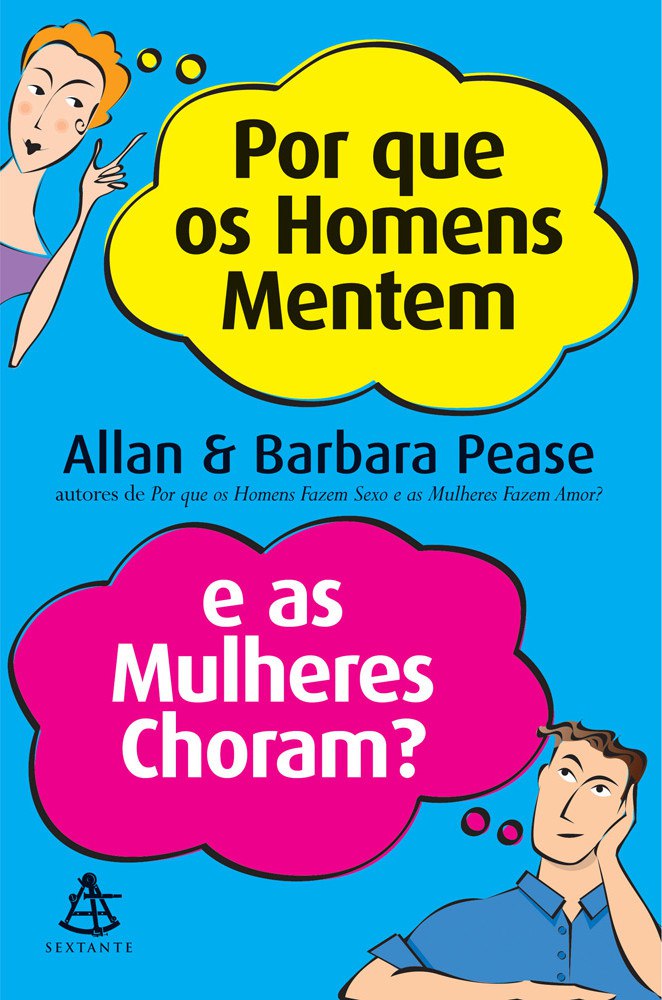 Por que
os Homens
Mentem
Allan & Barbara Pease
autores de Por que os Homens Fazem Sexo e as Mulheres Fazem Amor?
e as
Mulheres
Choram?
SEXTANTE